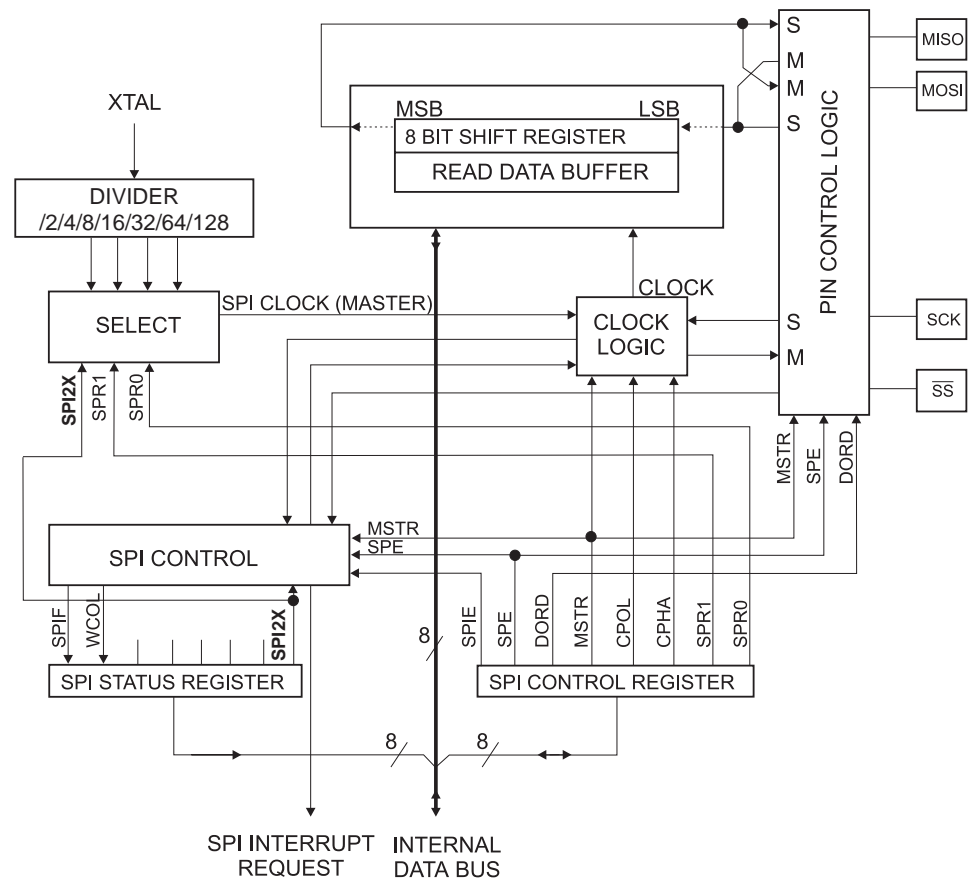 S
MISO
M
MSB
LSB
M
MOSI
XTAL
8 BIT SHIFT REGISTER
S
READ DATA BUFFER
PIN CONTROL LOGIC
DIVIDER
/2/4/8/16/32/64/128
CLOCK
SPI CLOCK (MASTER)
SELECT
CLOCK
LOGIC
S
SCK
M
SPI2X
SPR1
SPR0
SS
MSTR
SPE
DORD
MSTR
SPE
SPI CONTROL
SPIF
WCOL
SPI2X
8
SPIE
SPE
DORD
MSTR
CPOL
CPHA
SPR1
SPR0
SPI STATUS REGISTER
SPI CONTROL REGISTER
8
8
SPI INTERRUPT
REQUEST
INTERNAL
DATA BUS